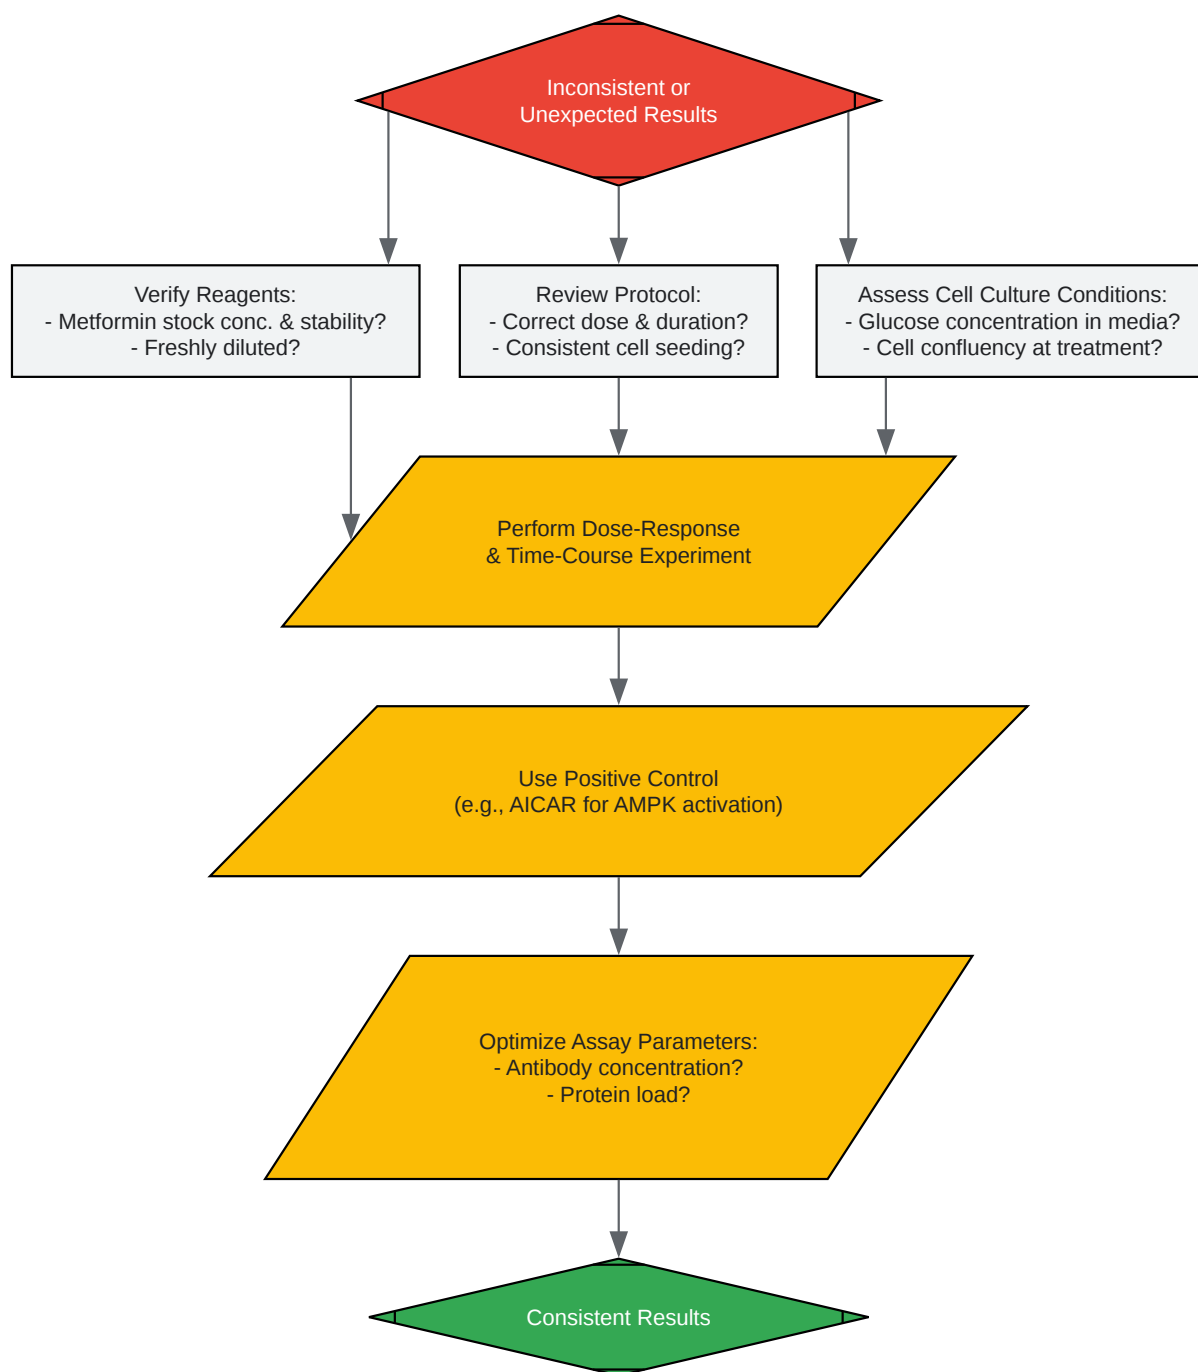 Inconsistent or
Unexpected Results
Verify Reagents:
- Metformin stock conc. & stability?
- Freshly diluted?
Review Protocol:
- Correct dose & duration?
- Consistent cell seeding?
Assess Cell Culture Conditions:
- Glucose concentration in media?
- Cell confluency at treatment?
Perform Dose-Response
& Time-Course Experiment
Use Positive Control
(e.g., AICAR for AMPK activation)
Optimize Assay Parameters:
- Antibody concentration?
- Protein load?
Consistent Results